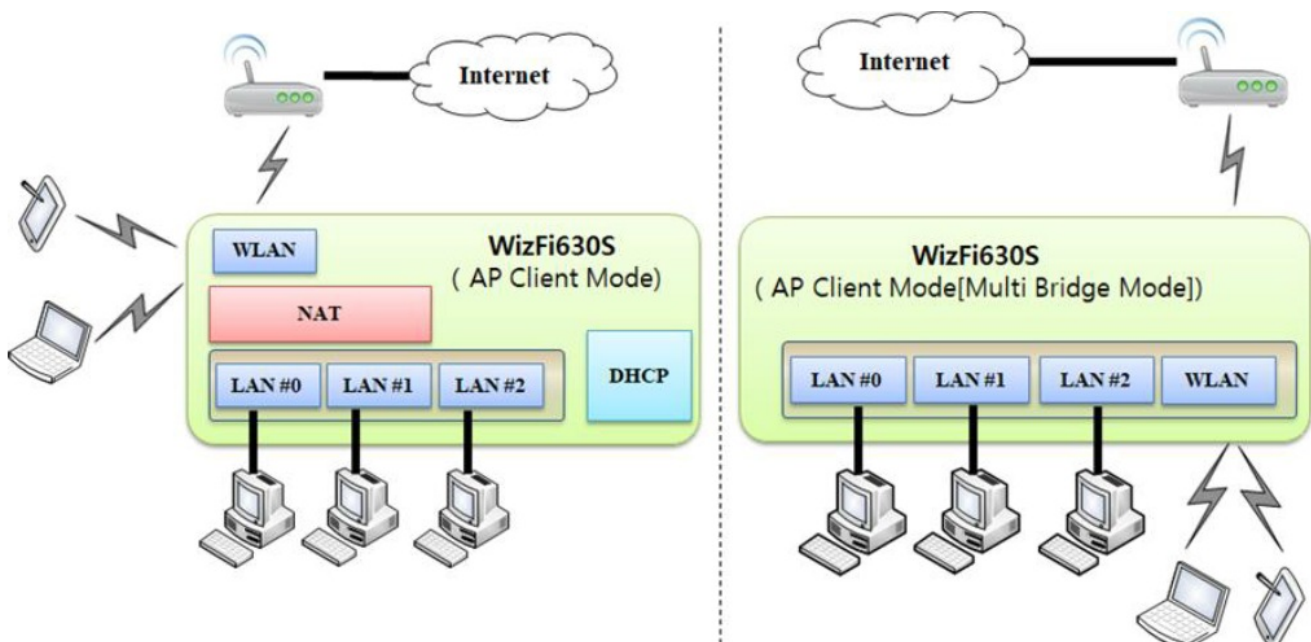 Internet
WizFi630S
( AP Client Mode)
WLAN
NAT
LAN #0
LAN #1
LAN #2
DHCP
Internet
WizFi630S
( AP Client Mode[Multi Bridge Mode])
LAN #0
LAN #1
LAN #2
WLAN